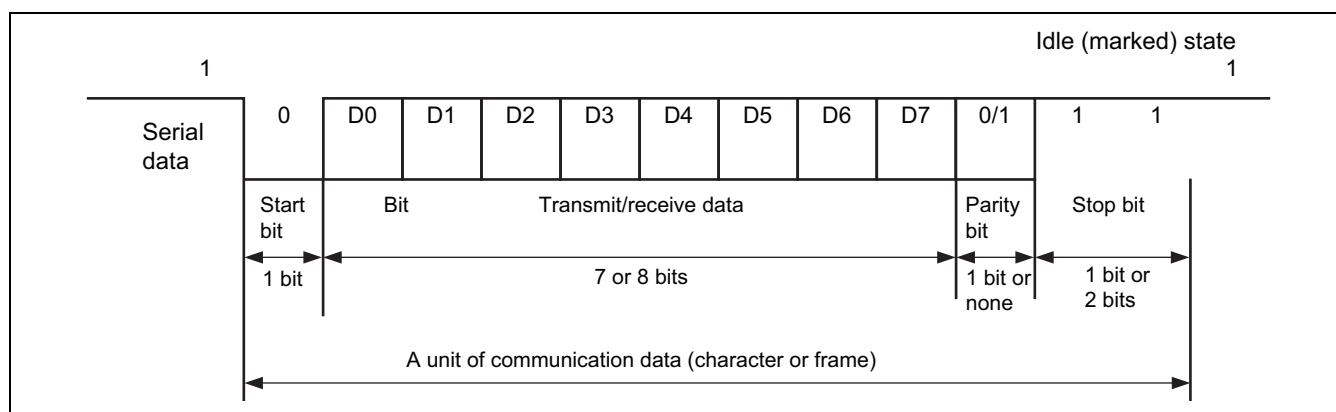 Idle (marked) state
1
1
Serial
data
0 D0 D1 D2 D3 D4 D5 D6 D7 0/1 1 1
Start
bit
Bit
Transmit/receive data
Parity
bit
Stop bit
1 bit
7 or 8 bits
1 bit or
none
1 bit or
2 bits
A unit of communication data (character or frame)